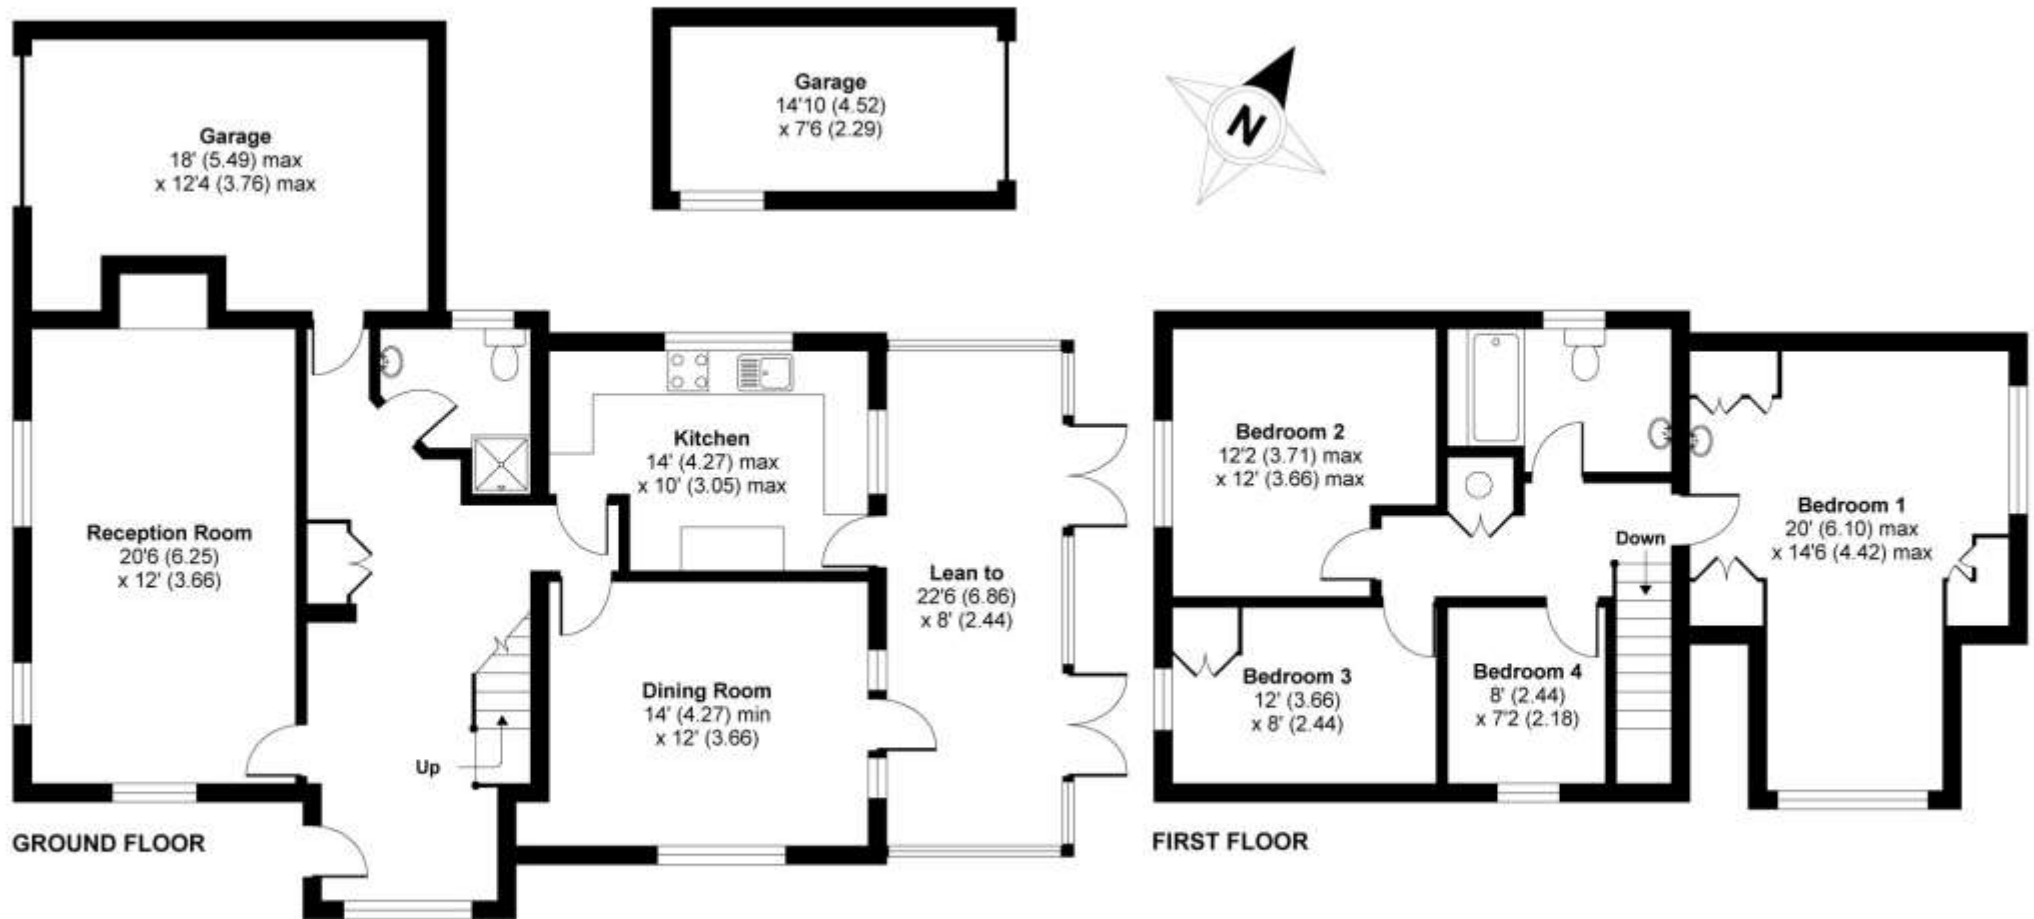 Garage
18' (5.49) max
x 12'4 (3.76) max
Garage
14'10 (4.52)
x 7'6 (2.29)
N
Reception Room
20'6 (6.25)
x 12' (3.66)
Kitchen
14' (4.27) max
x 10' (3.05) max
Lean to
22'6 (6.86)
x 8' (2.44)
Dining Room
14' (4.27) min
x 12' (3.66)
Up
GROUND FLOOR
Bedroom 2
12'2 (3.71) max
x 12' (3.66) max
Bedroom 1
20' (6.10) max
x 14'6 (4.42) max
Down
Bedroom 3
12' (3.66)
x 8' (2.44)
Bedroom 4
8' (2.44)
x 7'2 (2.18)
FIRST FLOOR